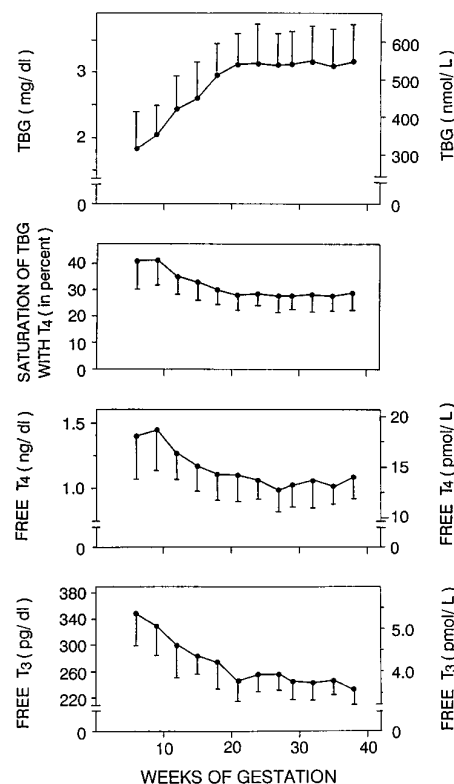 TBG ( mg/ dl)
3
2
0
600
500
400
300
0
TBG ( nmol/ L)
SATURATION OF TBG
WITH T4 ( in percent )
40
30
20
10
0
FREE T4 ( ng/ dl)
1.5
1.0
0
20
15
10
0
FREE T4 ( pmol/ L)
FREE T3 ( pg/ dl)
380
340
300
260
220
0
5.0
4.0
0
FREE T3 ( pmol/ L)
10 20 30 40
WEEKS OF GESTATION